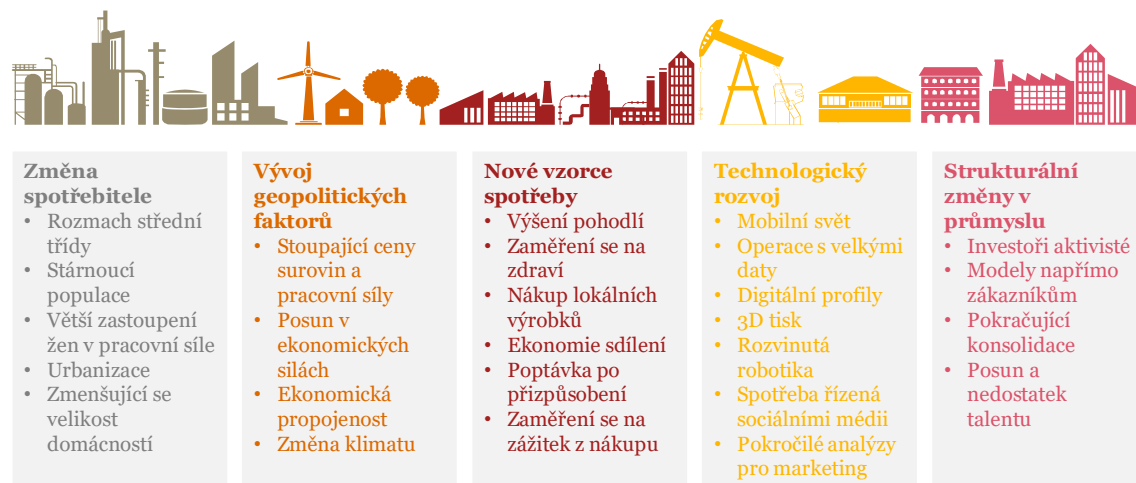 Změna
spotřebitele
• Rozmach střední
třídy
• Stárnoucí
populace
• Větší zastoupení
žen v pracovní síle
• Urbanizace
• Zmenšující se
velikost
domácností
Vývoj
geopolitických
faktorů
• Stoupající ceny
surovin a
pracovní síly
• Posun v
ekonomických
silách
• Ekonomická
propojenost
• Změna klimatu
Nové vzorce
spotřeby
• Výšení pohodlí
• Zaměření se na
zdraví
• Nákup lokálních
výrobků
• Ekonomie sdílení
• Poptávka po
přizpůsobení
• Zaměření se na
zážitek z nákupu
Technologický
rozvoj
• Mobilní svět
• Operace s velkými
daty
• Digitální profily
• 3D tisk
• Rozvinutá
robotika
• Spotřeba řízená
sociálními médii
• Pokročilé analýzy
pro marketing
Strukturální
změny v
průmyslu
• Investoři aktivisté
• Modely napřímo
zákazníkům
• Pokračující
konsolidace
• Posun a
nedostatek
talentu